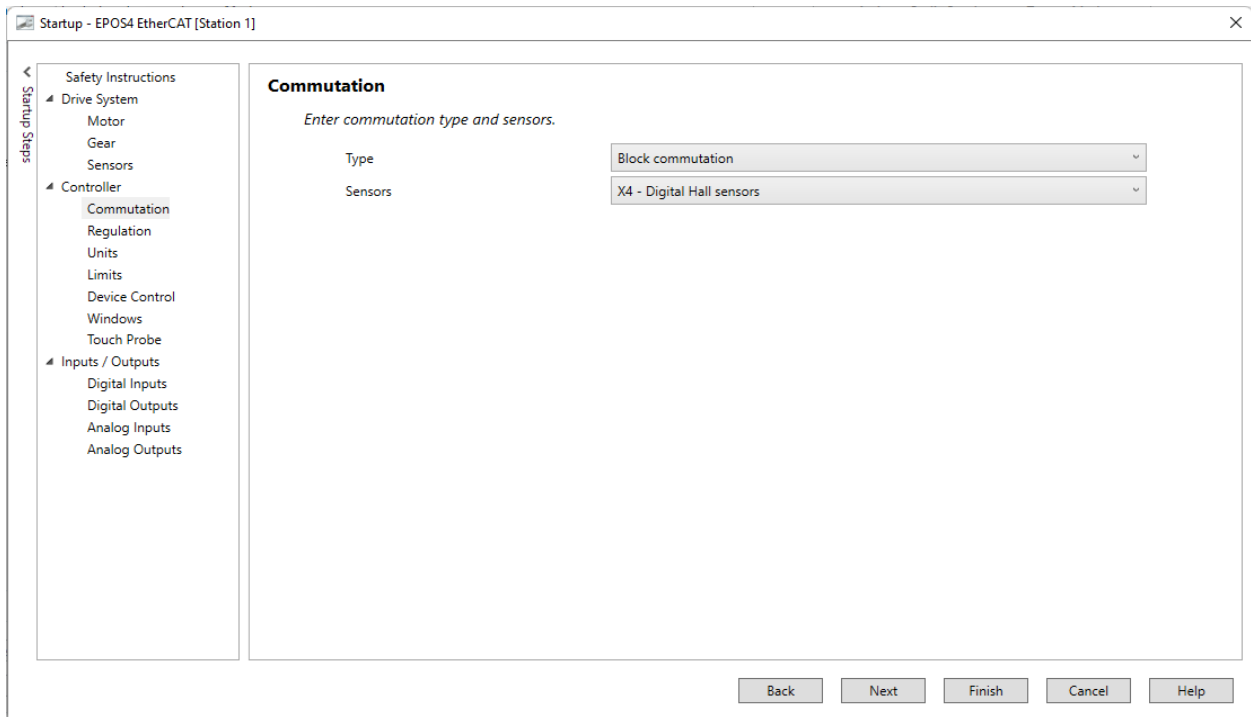 Startup - EPOS4 EtherCAT [Station 1]
Startup Steps
Safety Instructions
Drive System
Motor
Gear
Sensors
Controller
Commutation
Regulation
Units
Limits
Device Control
Windows
Touch Probe
Inputs / Outputs
Digital Inputs
Digital Outputs
Analog Inputs
Analog Outputs
Commutation
Enter commutation type and sensors.
Type Block commutation
Sensors X4 - Digital Hall sensors
Back Next Finish Cancel Help